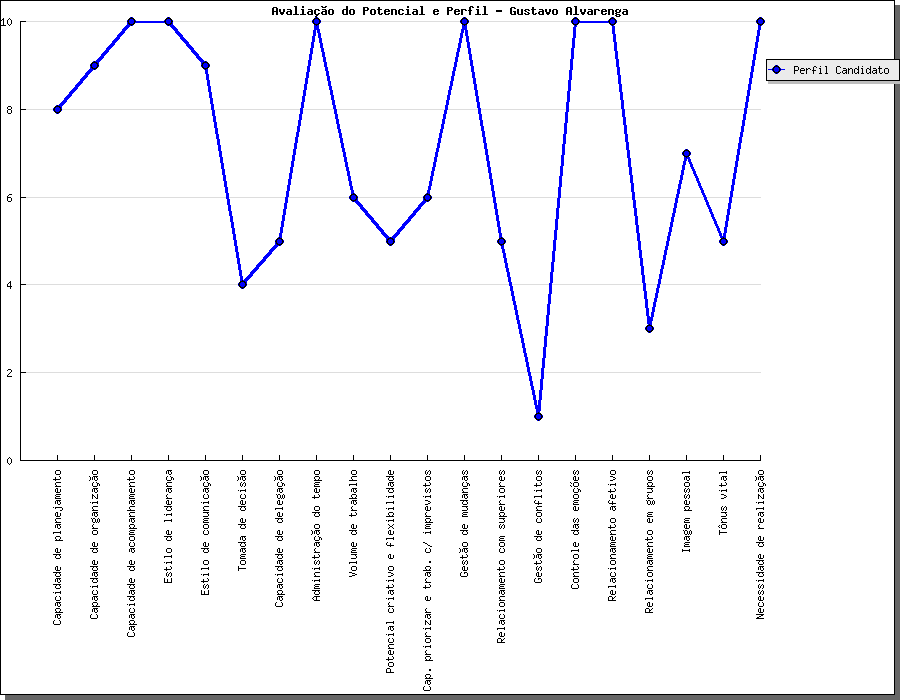 Avaliação do Potencial e Perfil - Gustavo Alvarenga
10
8
6
4
2
0
Perfil Candidato
Capacidade de planejamento
Capacidade de organização
Capacidade de acompanhamento
Estilo de liderança
Estilo de comunicação
Tomada de decisão
Capacidade de delegação
Administração do tempo
Volume de trabalho
Potencial criativo e flexibilidade
Cap. priorizar e trab. c/ imprevistos
Gestão de mudanças
Relacionamento com superiores
Gestão de conflitos
Controle das emoções
Relacionamento afetivo
Relacionamento em grupos
Imagem pessoal
Tônus vital
Necessidade de realização